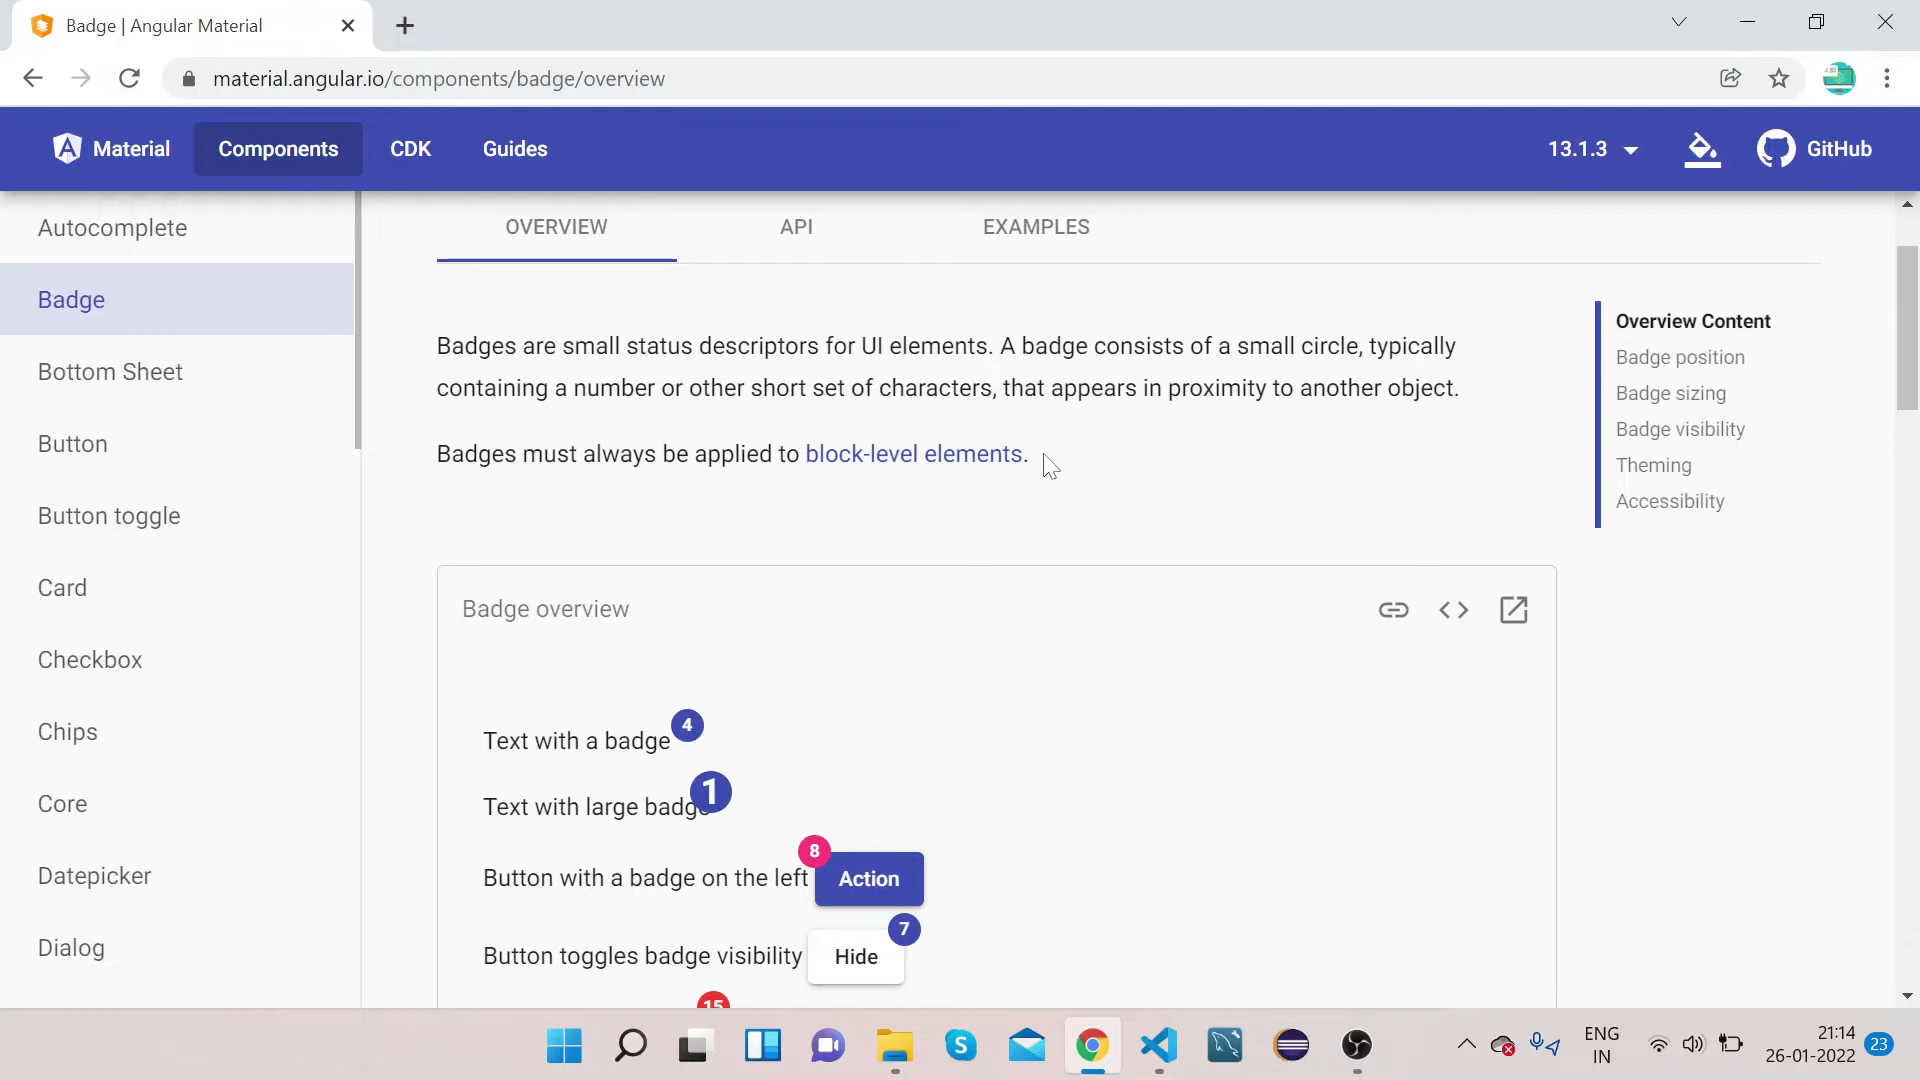 Badge | Angular Material
material.angular.io/components/badge/overview
Material
Components
CDK
Guides
13.1.3
GitHub
Autocomplete
Badge
Bottom Sheet
Button
Button toggle
Card
Checkbox
Chips
Core
Datepicker
Dialog
OVERVIEW
API
EXAMPLES
Badges are small status descriptors for UI elements. A badge consists of a small circle, typically
containing a number or other short set of characters, that appears in proximity to another object.
Badges must always be applied to block-level elements.
Overview Content
Badge position
Badge sizing
Badge visibility
Theming
Accessibility
Badge overview
Text with a badge 4
Text with large badge 1
Button with a badge on the left 8 Action
Button toggles badge visibility Hide 7
15
ENG
IN
21:14
26-01-2022
23